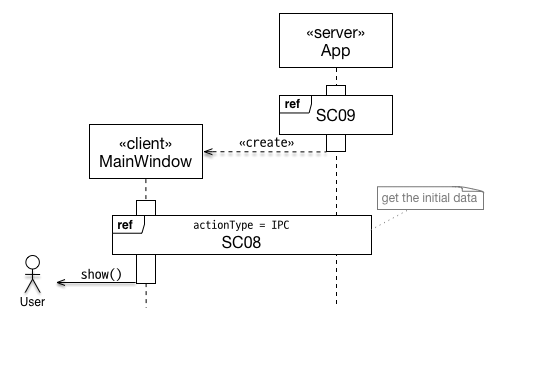 «server»
App
ref
SC09
«create»
«client»
MainWindow
get the initial data
ref
actionType = IPC
SC08
show()
User